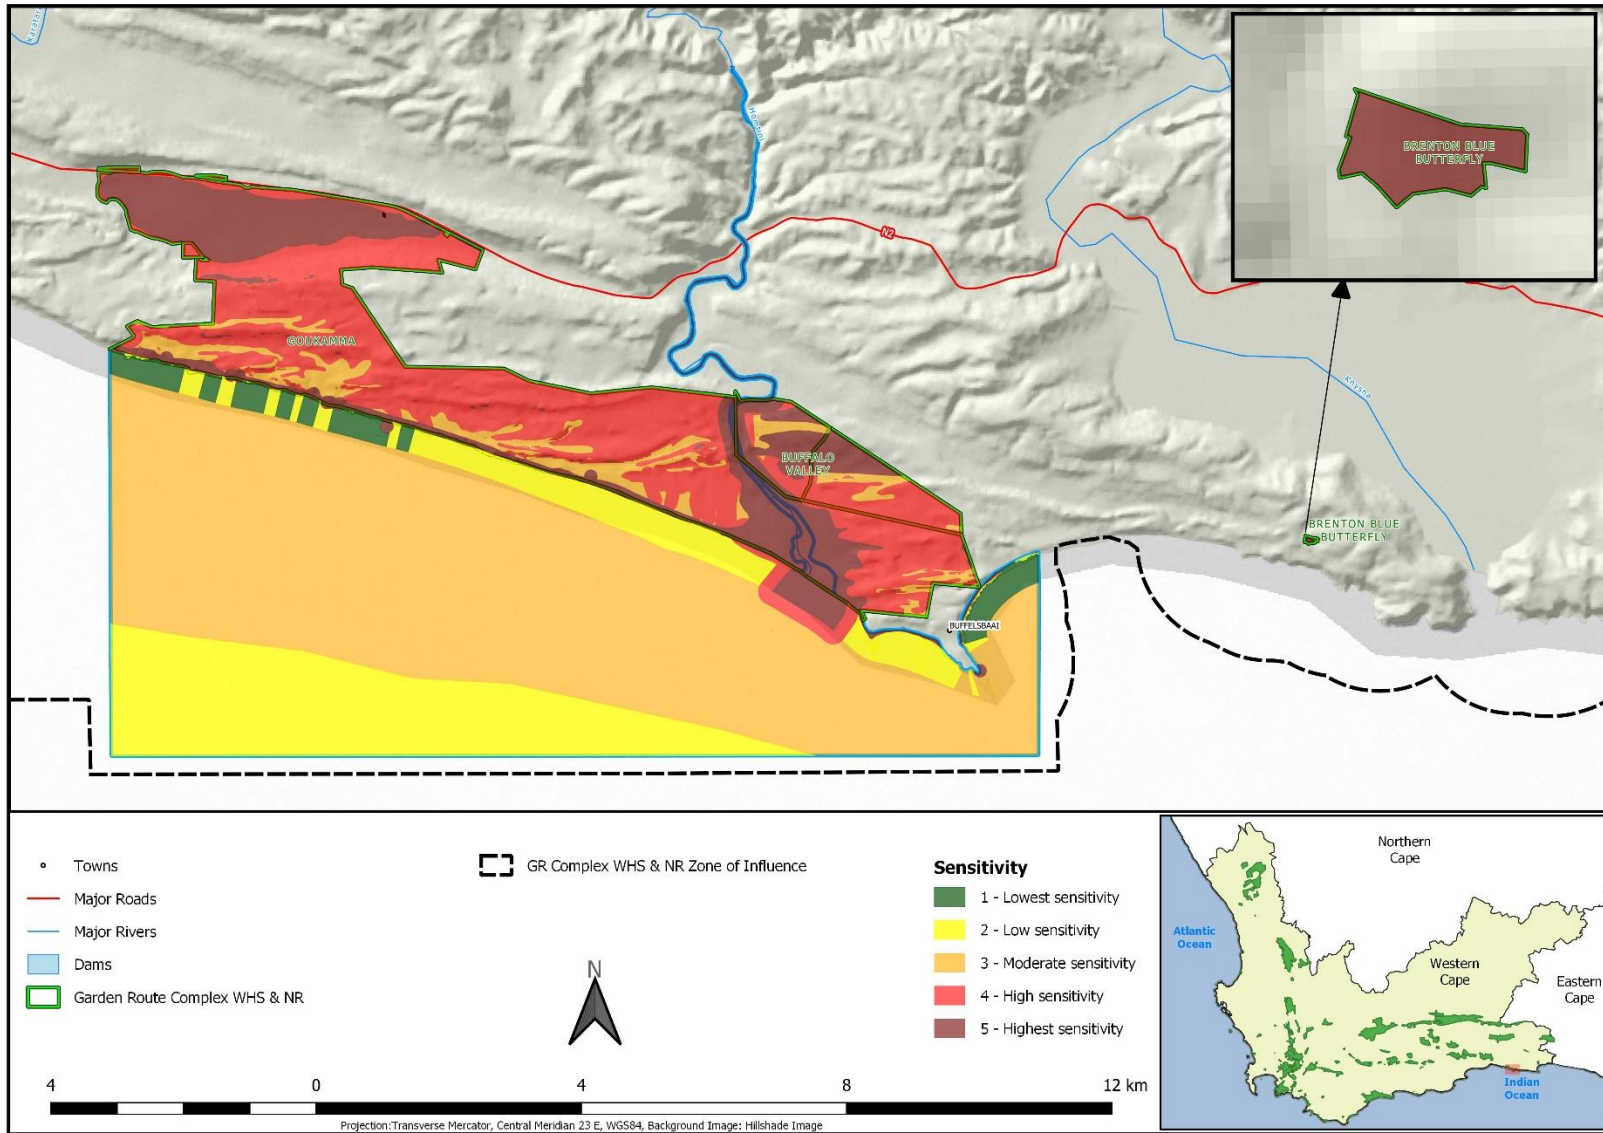 Karatara
Homtini
N2
Knysna
GOUKAMMA
BUFFALO
VALLEY
BUFFELSBAAI
BRENTON BLUE
BUTTERFLY
BRENTON BLUE
BUTTERFLY
Towns
Major Roads
Major Rivers
Dams
Garden Route Complex WHS & NR
GR Complex WHS & NR Zone of Influence
N
Sensitivity
1 - Lowest sensitivity
2 - Low sensitivity
3 - Moderate sensitivity
4 - High sensitivity
5 - Highest sensitivity
4 0 4 8 12 km
Projection:Transverse Mercator, Central Meridian 23 E, WGS84, Background Image: Hillshade Image
Northern
Cape
Atlantic
Ocean
Western
Cape
Eastern
Cape
Indian
Ocean